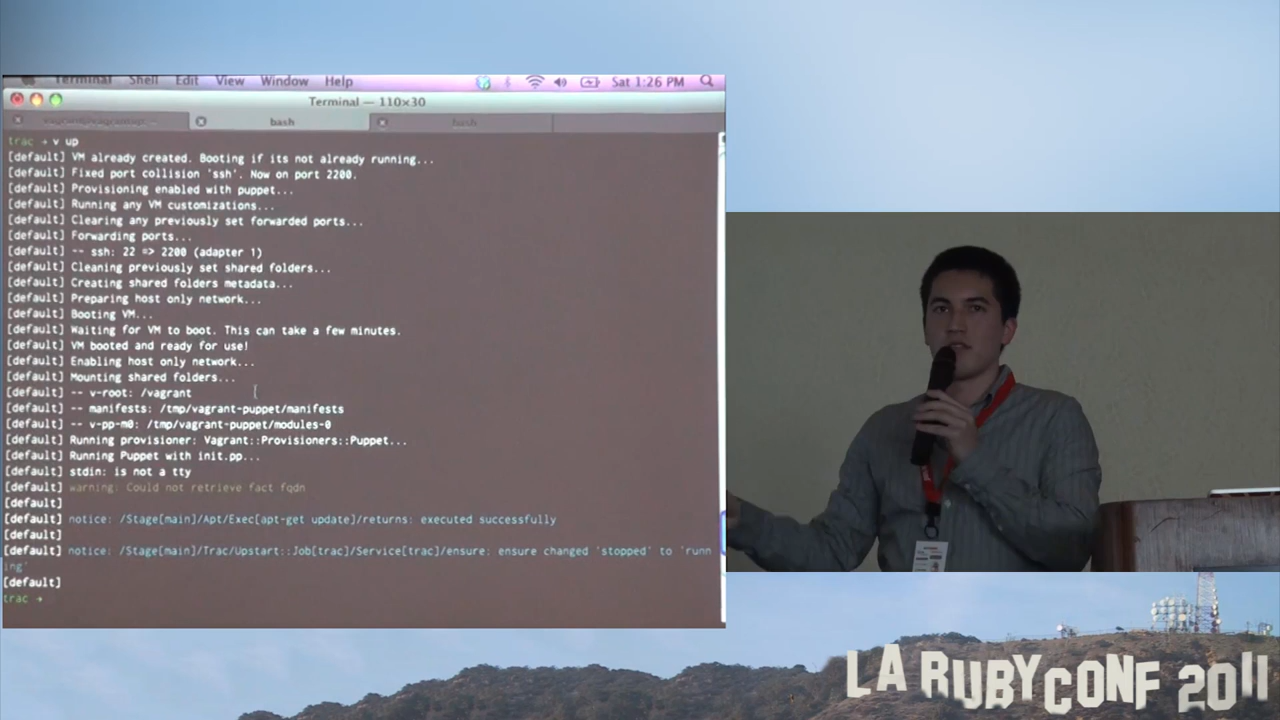 Terminal Shell Edit View Window Help Sat 1:26 PM
Terminal — 110×30
bash
bash
trac → v up
[default] VM already created. Booting if its not already running...
[default] Fixed port collision 'ssh'. Now on port 2200.
[default] Provisioning enabled with puppet...
[default] Running any VM customizations...
[default] Clearing any previously set forwarded ports...
[default] Forwarding ports...
[default] -- ssh: 22 => 2200 (adapter 1)
[default] Cleaning previously set shared folders...
[default] Creating shared folders metadata...
[default] Preparing host only network...
[default] Booting VM...
[default] Waiting for VM to boot. This can take a few minutes.
[default] VM booted and ready for use!
[default] Enabling host only network...
[default] Mounting shared folders...
[default] -- v-root: /vagrant
[default] -- manifests: /tmp/vagrant-puppet/manifests
[default] -- v-pp-m0: /tmp/vagrant-puppet/modules-0
[default] Running provisioner: Vagrant::Provisioners::Puppet...
[default] Running Puppet with init.pp...
[default] stdin: is not a tty
[default] warning: Could not retrieve fact fqdn
[default]
[default] notice: /Stage[main]/Apt/Exec[apt-get update]/returns: executed successfully
[default]
[default] notice: /Stage[main]/Trac/Upstart::Job[trac]/Service[trac]/ensure: ensure changed 'stopped' to 'runn
ing'
[default]
trac →
LA RUBYCONF 2011